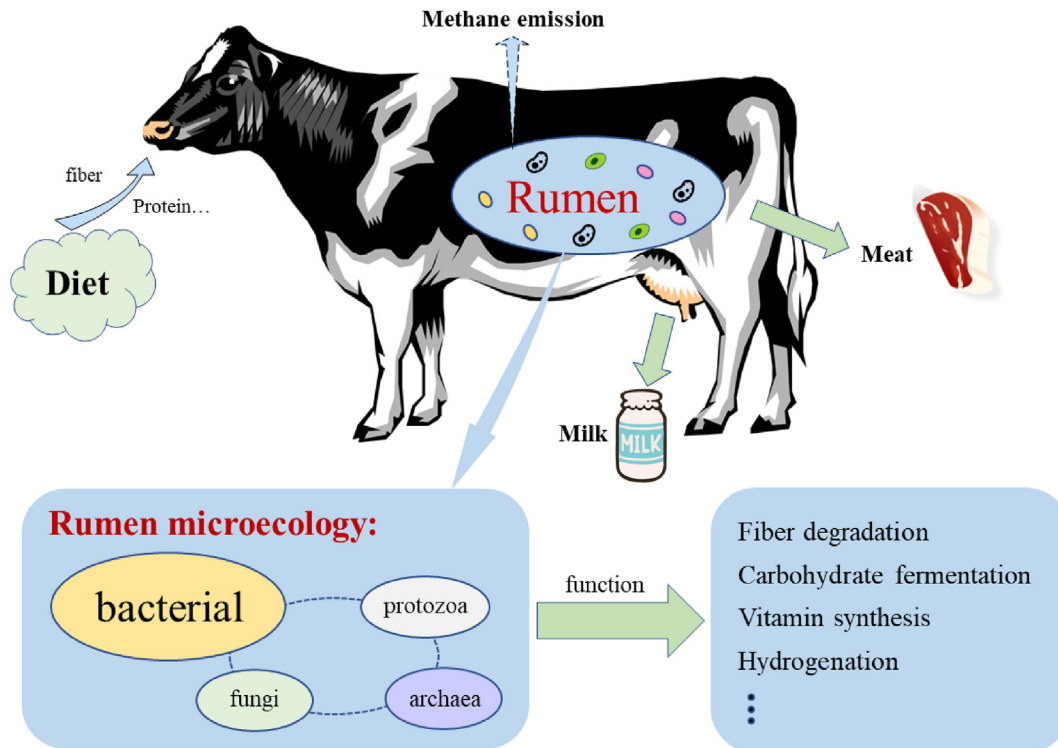 Methane emission
fiber
Protein…
Diet
Rumen
Meat
Milk
MILK
Rumen microecology:
bacterial
protozoa
fungi
archaea
function
Fiber degradation
Carbohydrate fermentation
Vitamin synthesis
Hydrogenation